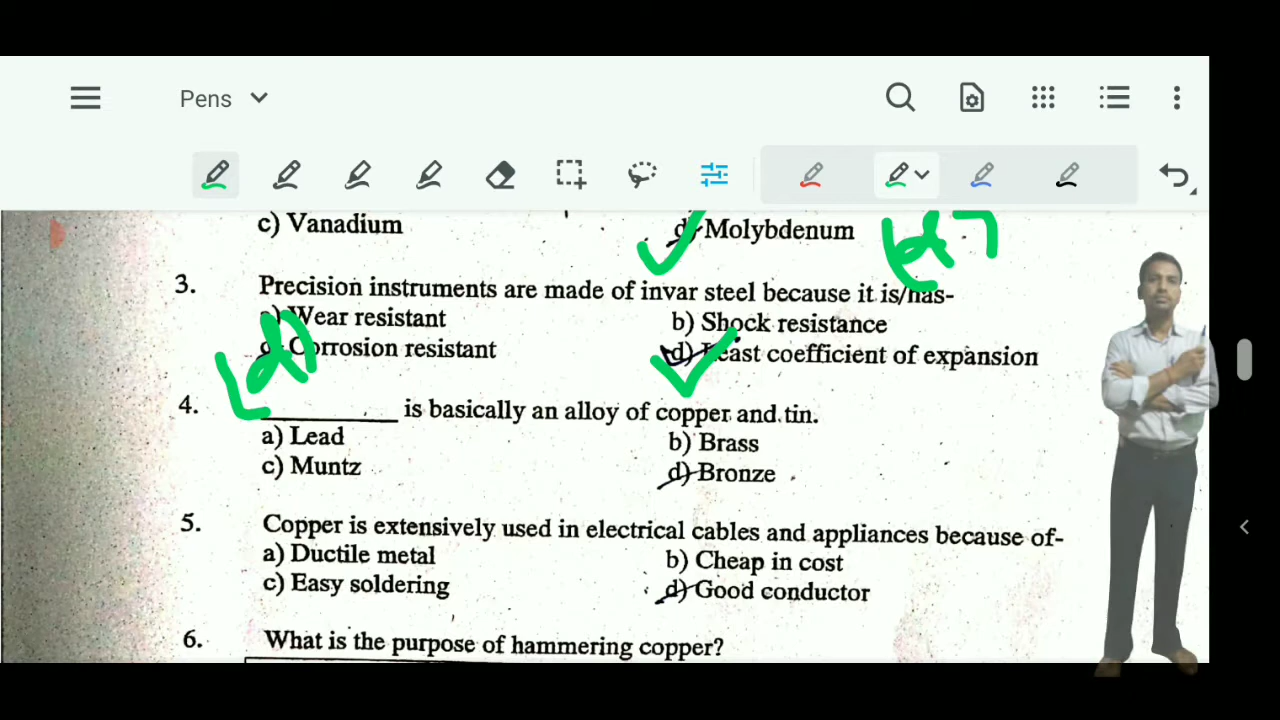 Pens
c) Vanadium d) Molybdenum
3. Precision instruments are made of invar steel because it is/has-
a) Wear resistant b) Shock resistance
c) Corrosion resistant d) Least coefficient of expansion
4. __________ is basically an alloy of copper and tin.
a) Lead b) Brass
c) Muntz d) Bronze
5. Copper is extensively used in electrical cables and appliances because of-
a) Ductile metal b) Cheap in cost
c) Easy soldering d) Good conductor
6. What is the purpose of hammering copper?